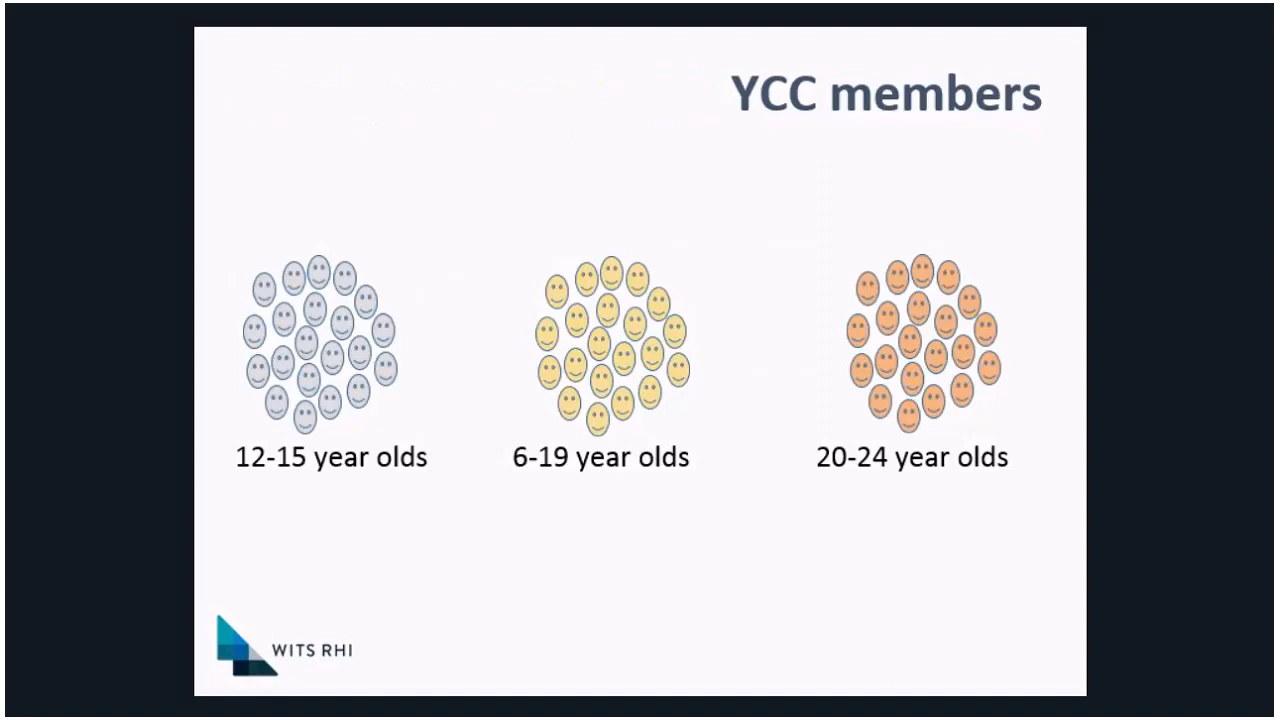 YCC members
12-15 year olds
6-19 year olds
20-24 year olds
WITS RHI